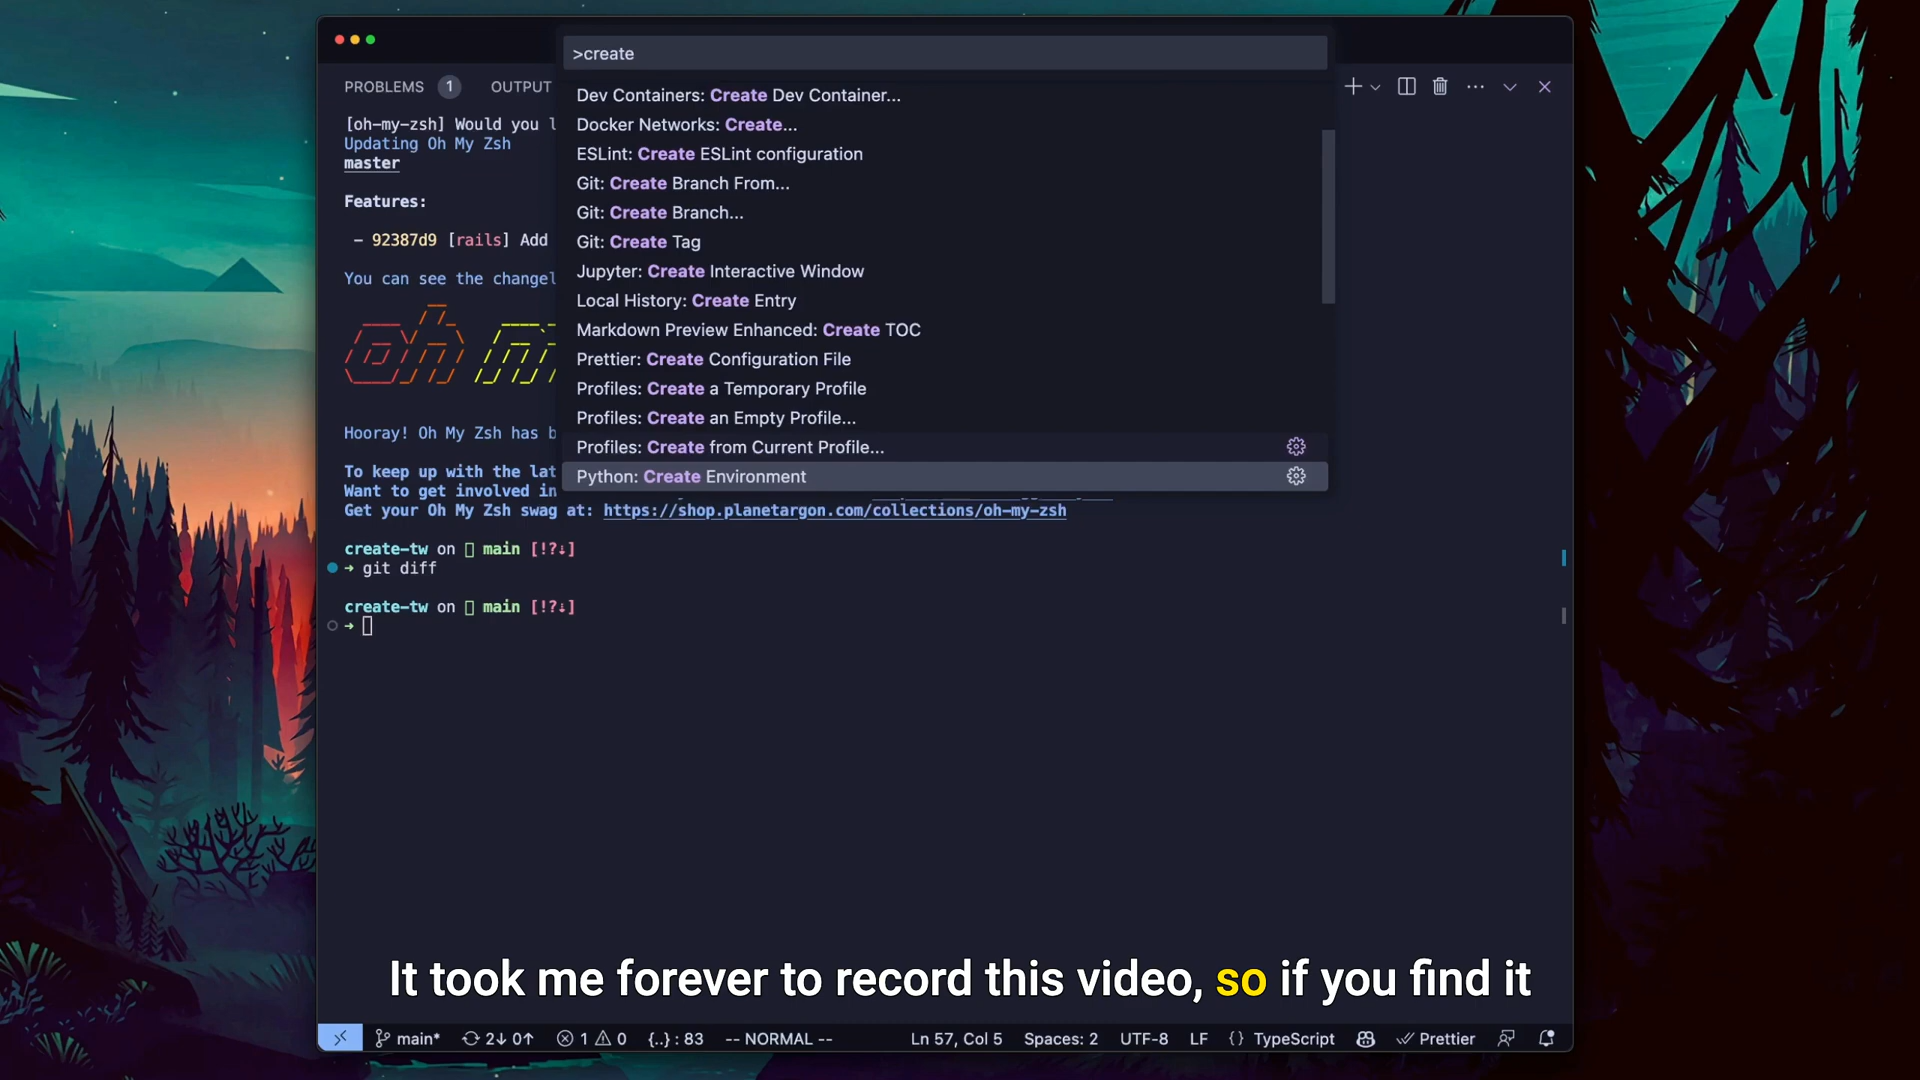 >create
PROBLEMS 1 OUTPUT
Dev Containers: Create Dev Container...
Docker Networks: Create...
ESLint: Create ESLint configuration
Git: Create Branch From...
Git: Create Branch...
Git: Create Tag
Jupyter: Create Interactive Window
Local History: Create Entry
Markdown Preview Enhanced: Create TOC
Prettier: Create Configuration File
Profiles: Create a Temporary Profile
Profiles: Create an Empty Profile...
Profiles: Create from Current Profile...
Python: Create Environment
[oh-my-zsh] Would you l
Updating Oh My Zsh
master
Features:
– 92387d9 [rails] Add
You can see the changel
oh m
Hooray! Oh My Zsh has b
To keep up with the lat
Want to get involved in
Get your Oh My Zsh swag at: https://shop.planetargon.com/collections/oh-my-zsh
create-tw on main [!?⇣]
➜ git diff
create-tw on main [!?⇣]
➜
It took me forever to record this video, so if you find it
main* 2↓ 0↑ 1 0 {..} : 83 -- NORMAL -- Ln 57, Col 5 Spaces: 2 UTF-8 LF {} TypeScript Prettier